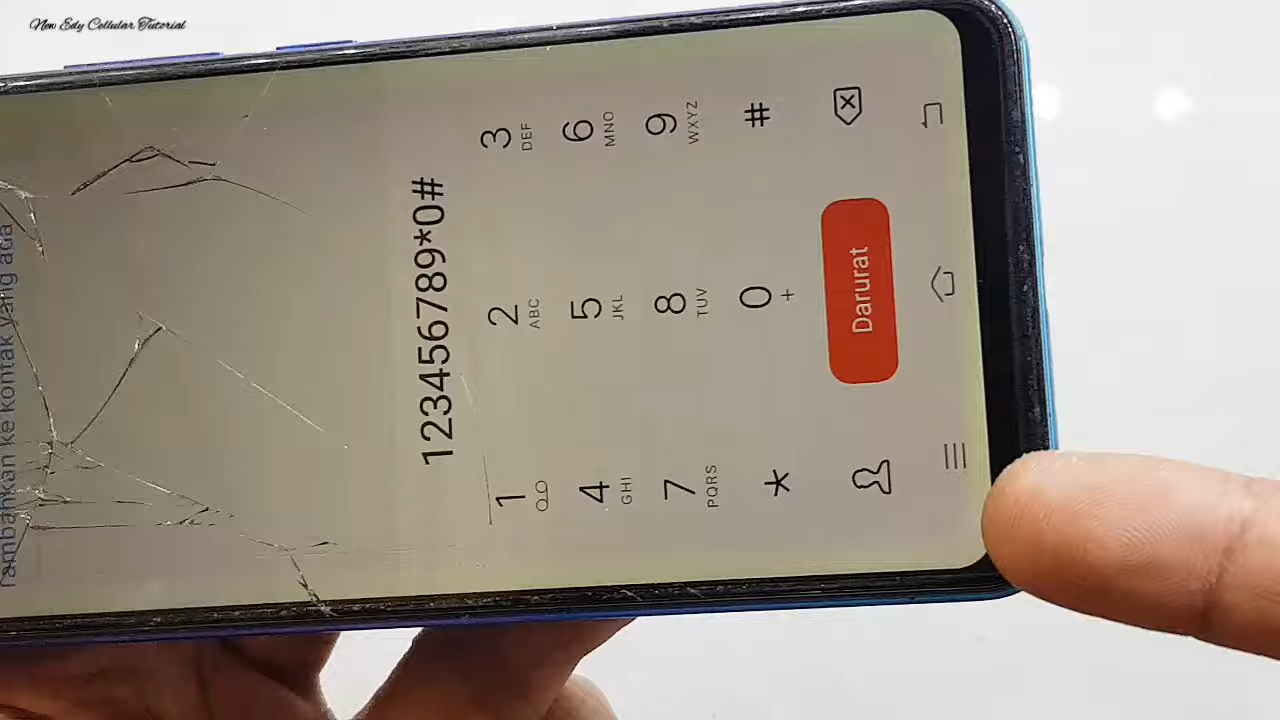 New Edy Cellular Tutorial
Tambahkan ke kontak yang ada
123456789*0#
1
2 ABC
3 DEF
4 GHI
5 JKL
6 MNO
7 PQRS
8 TUV
9 WXYZ
*
0 +
#
Darurat